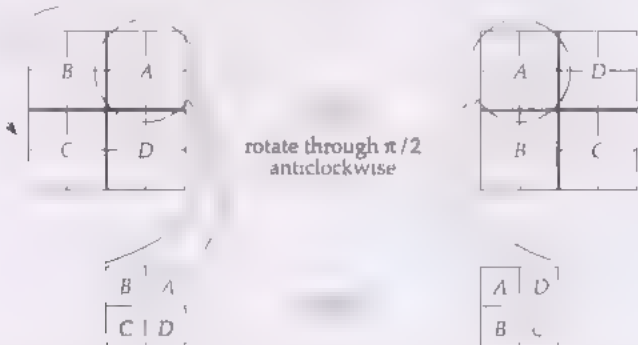 B A A D
C D B C
rotate through π/2
anticlockwise
B A A D
C D B